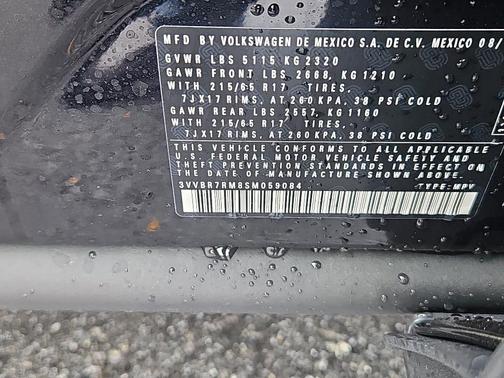 MFD BY VOLKSWAGEN DE MEXICO S.A. DE C.V. MEXICO 08/
GVWR LBS 5115 KG 2320
GAWR FRONT LBS 2668, KG 1210
WITH 215/65 R17 TIRES,
7JX17 RIMS, AT 260 KPA, 38 PSI COLD
GAWR REAR LBS 2557, KG 1160
WITH 215/65 R17 TIRES,
7JX17 RIMS, AT 260 KPA, 38 PSI COLD
THIS VEHICLE CONFORMS TO ALL APPLICABLE
U.S. FEDERAL MOTOR VEHICLE SAFETY AND
THEFT PREVENTION STANDARDS IN EFFECT ON
THE DATE OF MANUFACTURE SHOWN ABOVE.
3VVBR7RM8SM059084 TYPE: MPV